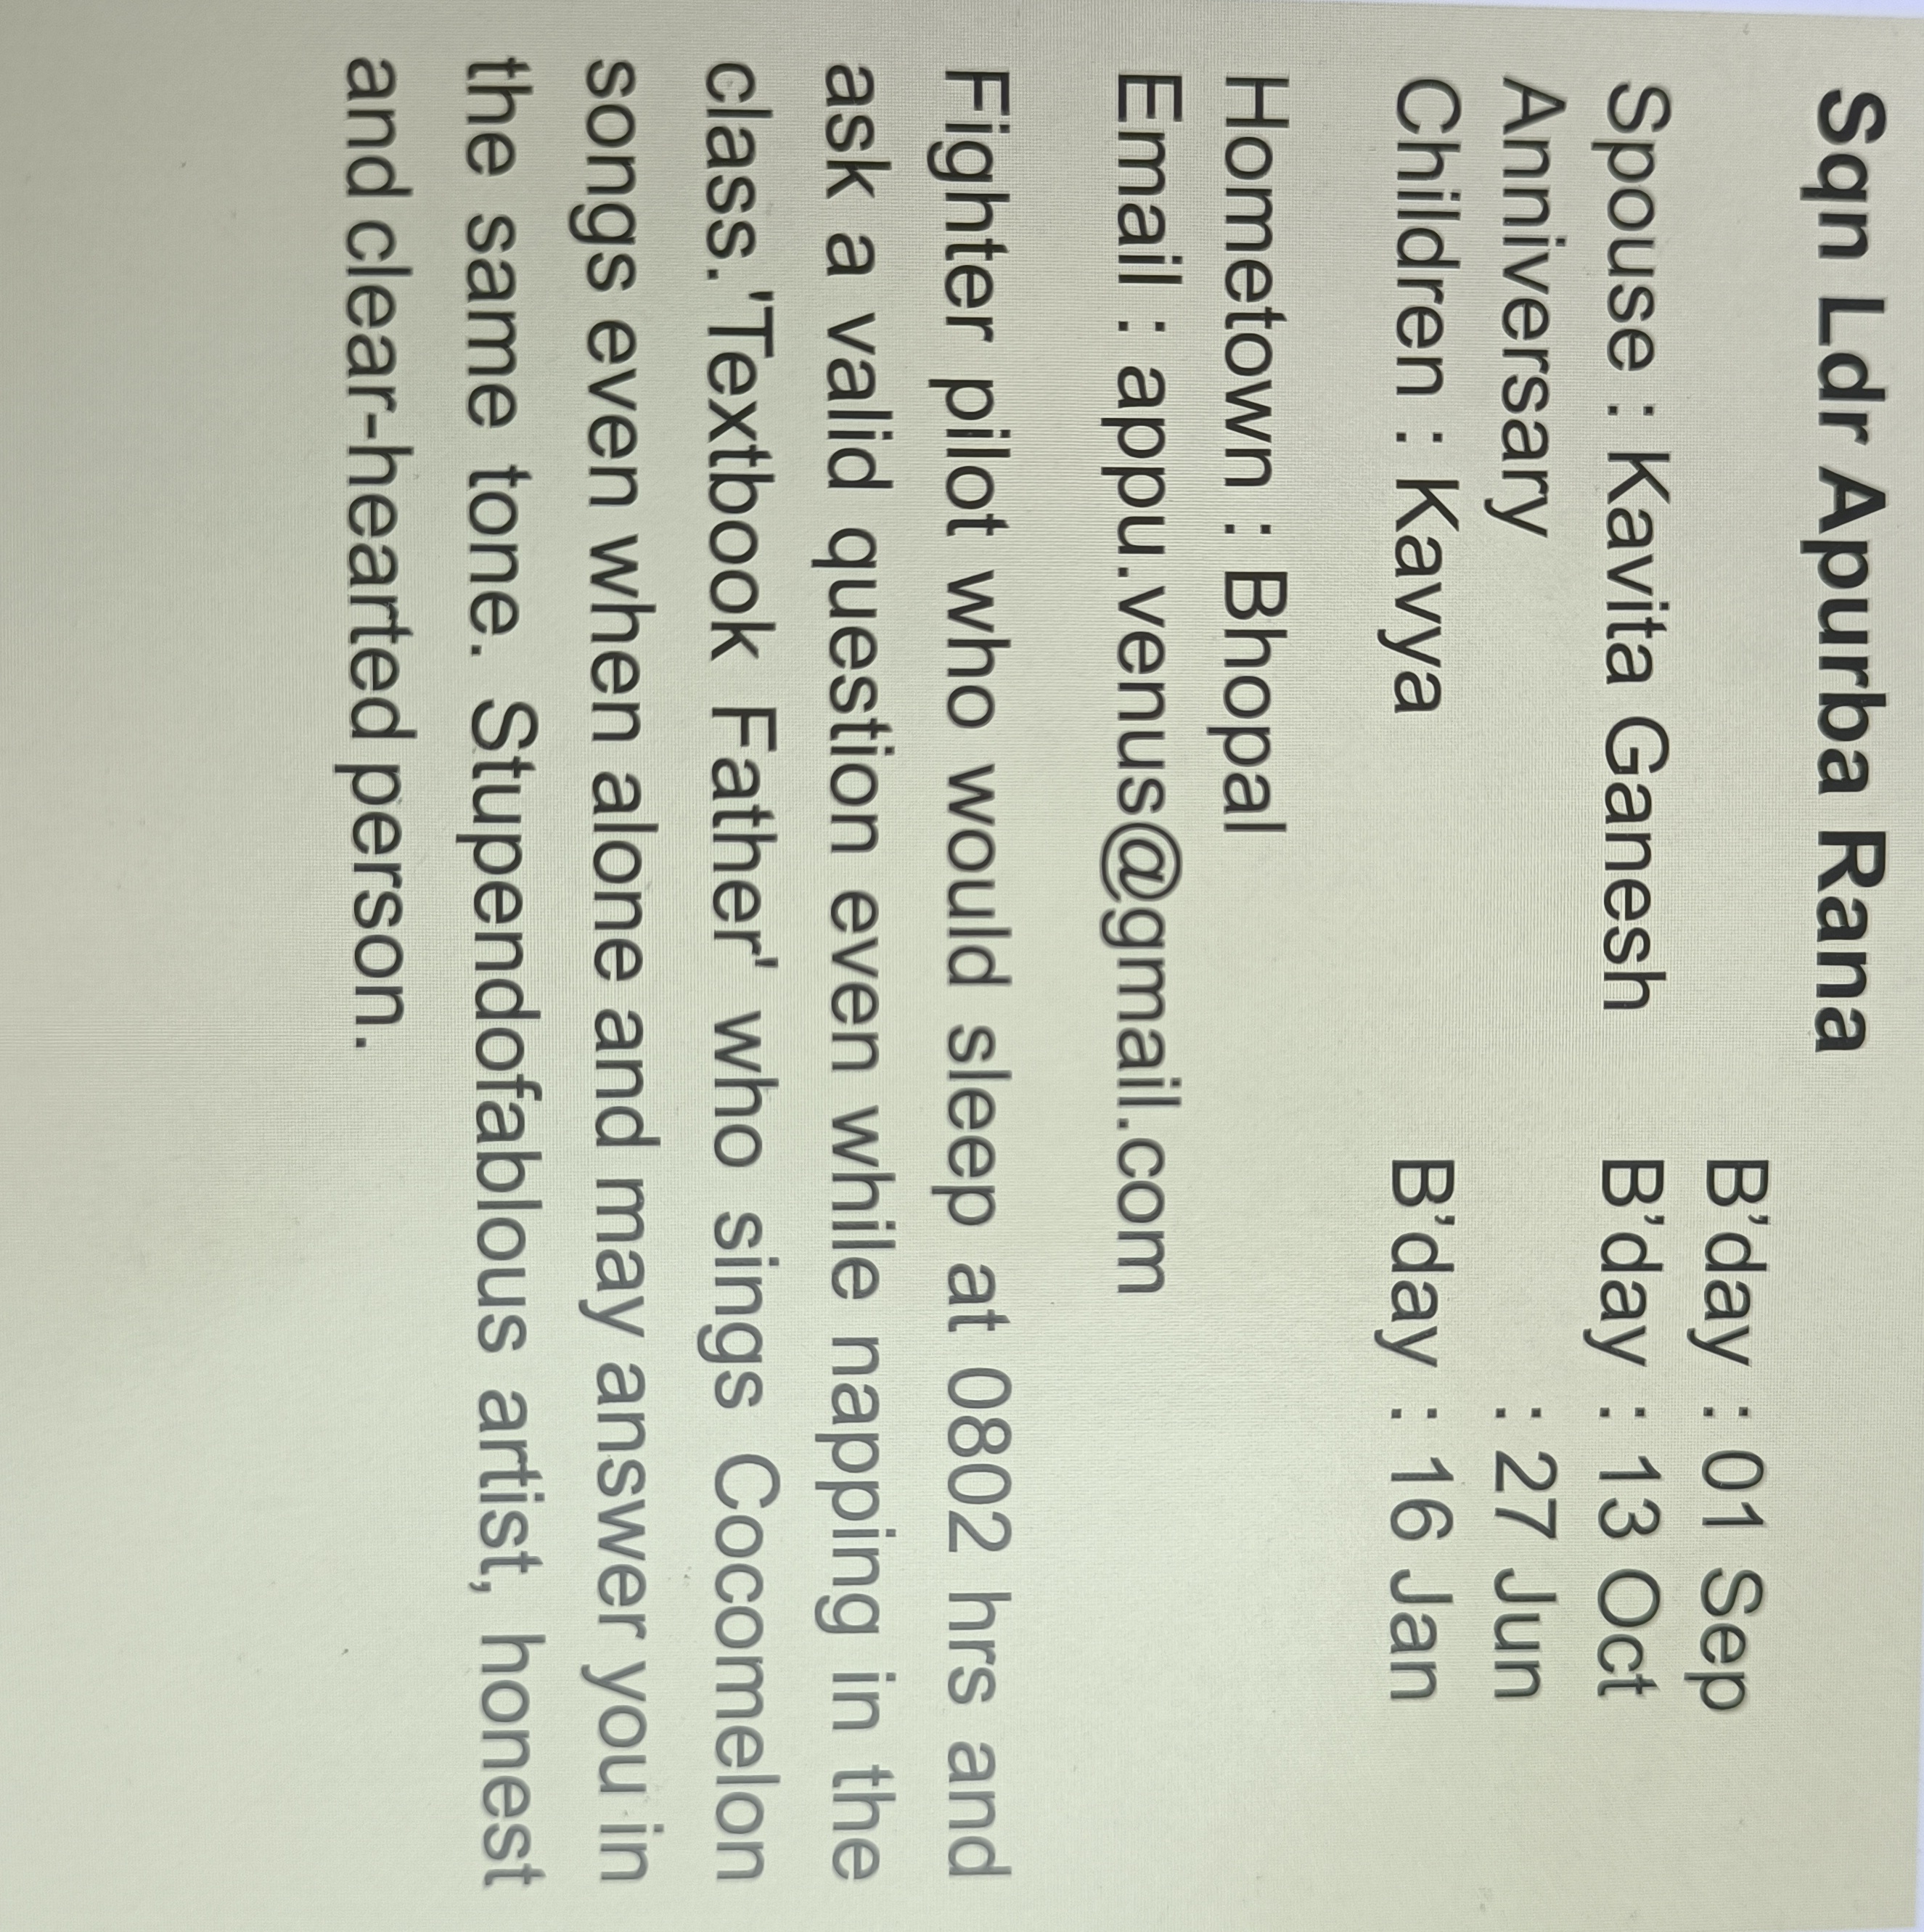 Sqn Ldr Apurba Rana
B’day : 01 Sep
Spouse : Kavita Ganesh B’day : 13 Oct
Anniversary : 27 Jun
Children : Kavya B’day : 16 Jan
Hometown : Bhopal
Email : appu.venus@gmail.com
Fighter pilot who would sleep at 0802 hrs and
ask a valid question even while napping in the
class.'Textbook Father' who sings Cocomelon
songs even when alone and may answer you in
the same tone. Stupendofablous artist, honest
and clear-hearted person.